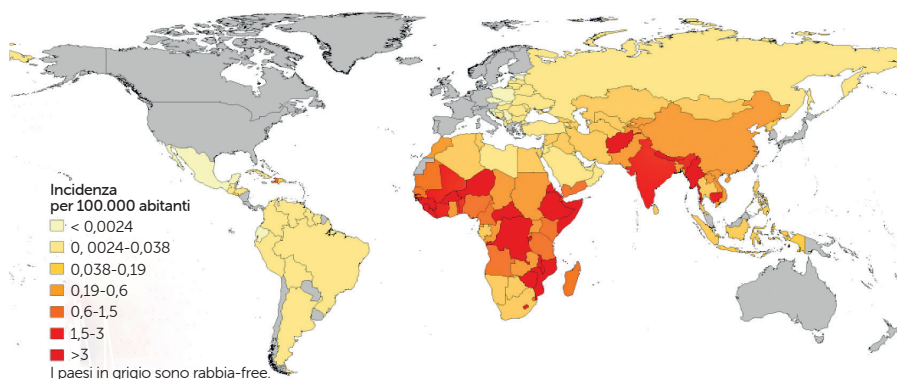 Incidenza
per 100.000 abitanti
< 0,0024
0, 0024-0,038
0,038-0,19
0,19-0,6
0,6-1,5
1,5-3
>3
I paesi in grigio sono rabbia-free.